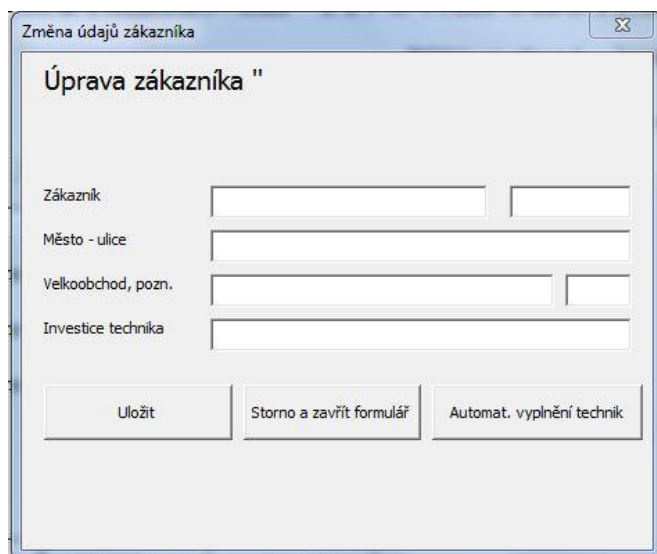 Změna údajů zákazníka
Úprava zákazníka "
Zákazník
Město - ulice
Velkoobchod, pozn.
Investice technika
Uložit Storno a zavřít formulář Automat. vyplnění technik